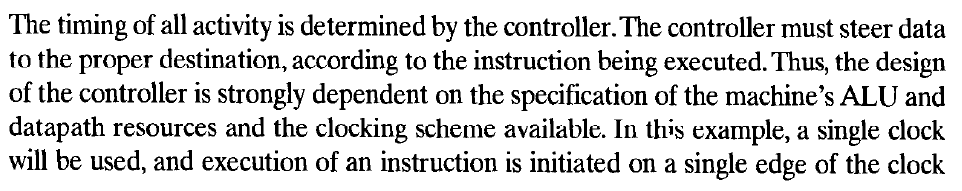 The timing of all activity is determined by the controller. The controller must steer data
to the proper destination, according to the instruction being executed. Thus, the design
of the controller is strongly dependent on the specification of the machine's ALU and
datapath resources and the clocking scheme available. In this example, a single clock
will be used, and execution of an instruction is initiated on a single edge of the clock